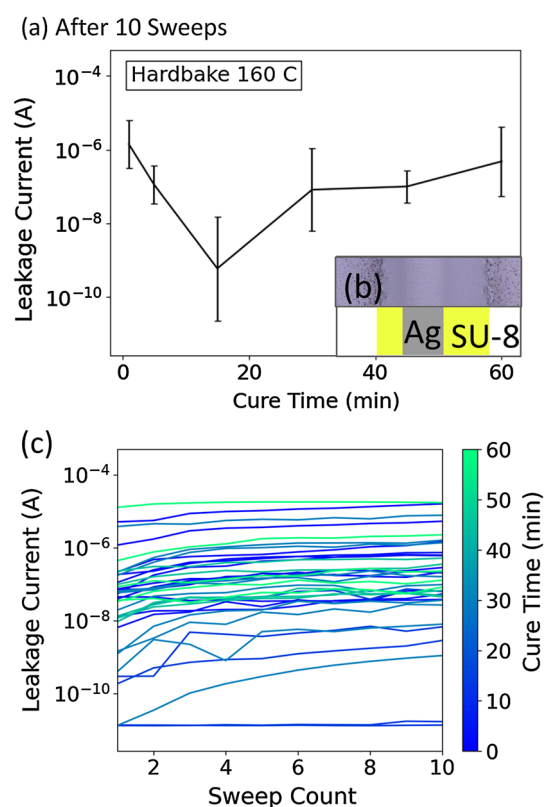 (a) After 10 Sweeps
Hardbake 160 C
Leakage Current (A)
10⁻⁴
10⁻⁶
10⁻⁸
10⁻¹⁰
(b)
Ag SU-8
0 20 40 60
Cure Time (min)
(c)
Leakage Current (A)
10⁻⁴
10⁻⁶
10⁻⁸
10⁻¹⁰
2 4 6 8 10
Sweep Count
60
50
40
30
20
10
0
Cure Time (min)